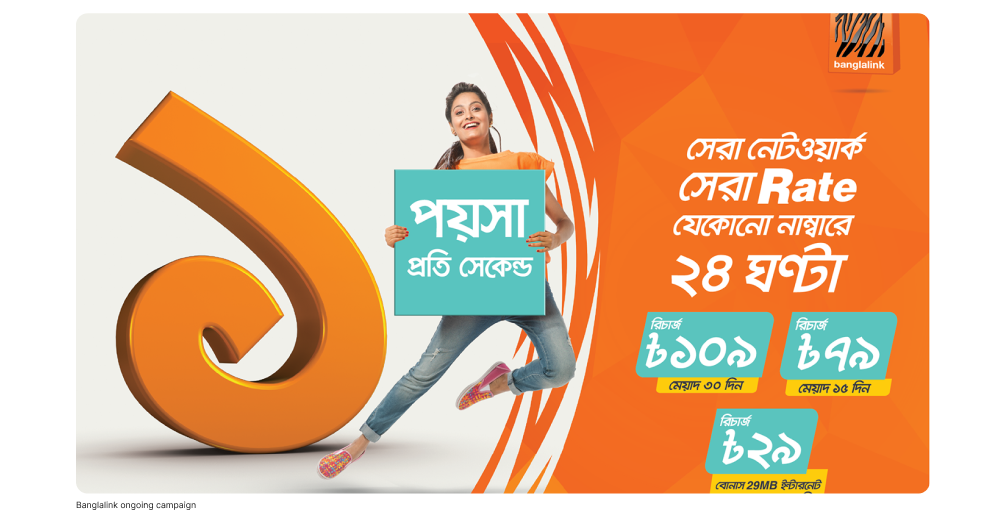 banglalink
১
পয়সা
প্রতি সেকেন্ড
সেরা নেটওয়ার্ক
সেরা Rate
যেকোনো নাম্বারে
২৪ ঘণ্টা
রিচার্জ
৳১০৯
মেয়াদ ৩০ দিন
রিচার্জ
৳৭৯
মেয়াদ ১৫ দিন
রিচার্জ
৳২৯
বোনাস 29MB ইন্টারনেট
Banglalink ongoing campaign